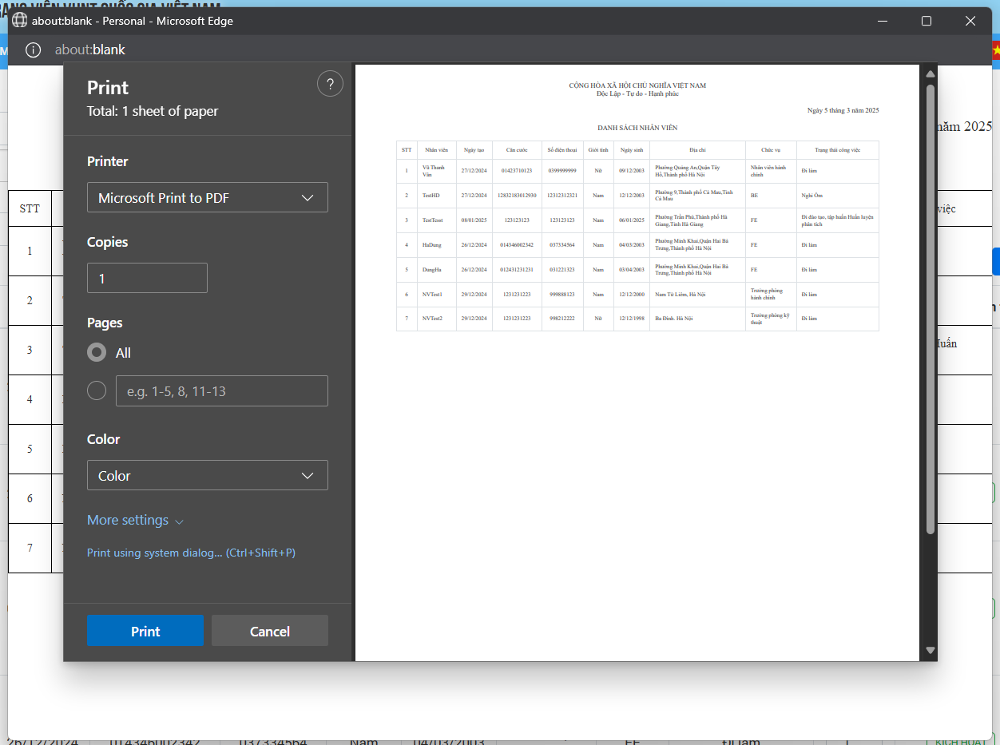 about:blank - Personal - Microsoft Edge
about:blank
Print
Total: 1 sheet of paper
?
Printer
Microsoft Print to PDF
Copies
1
Pages
All
e.g. 1-5, 8, 11-13
Color
Color
More settings
Print using system dialog... (Ctrl+Shift+P)
Print
Cancel
CỘNG HÒA XÃ HỘI CHỦ NGHĨA VIỆT NAM
Độc Lập - Tự do - Hạnh phúc
Ngày 5 tháng 3 năm 2025
DANH SÁCH NHÂN VIÊN
STT Nhân viên Ngày tạo Căn cước Số điện thoại Giới tính Ngày sinh Địa chỉ Chức vụ Trạng thái công việc
1 Vũ Thanh Vân 27/12/2024 01423710123 0399999999 Nữ 09/12/2003 Phường Quảng An,Quận Tây Hồ,Thành phố Hà Nội Nhân viên hành chính Đi làm
2 TestHD 27/12/2024 12832183012930 12312312321 Nam 12/12/2003 Phường 9,Thành phố Cà Mau,Tỉnh Cà Mau BE Nghỉ Ốm
3 TestTesst 08/01/2025 123123123 123123123 Nam 06/01/2025 Phường Trần Phú,Thành phố Hà Giang,Tỉnh Hà Giang FE Đi đào tạo, tập huấn Huấn luyện phân tích
4 HaDung 26/12/2024 014346002342 037334564 Nam 04/03/2003 Phường Minh Khai,Quận Hai Bà Trưng,Thành phố Hà Nội FE Đi làm
5 DungHa 26/12/2024 012431231231 031221323 Nam 03/04/2003 Phường Minh Khai,Quận Hai Bà Trưng,Thành phố Hà Nội FE Đi làm
6 NVTest1 29/12/2024 1231231223 999888123 Nam 12/12/2000 Nam Từ Liêm, Hà Nội Trưởng phòng hành chính Đi làm
7 NVTest2 29/12/2024 1231231223 998212222 Nữ 12/12/1998 Ba Đình. Hà Nội Trưởng phòng kỹ thuật Đi làm
năm 2025
STT
việc
1
2
3
Huấn
4
5
6
7
26/12/2024 014346002342 037334564 Nam 04/03/2003 FE Đi làm 1 KÍCH HOẠT